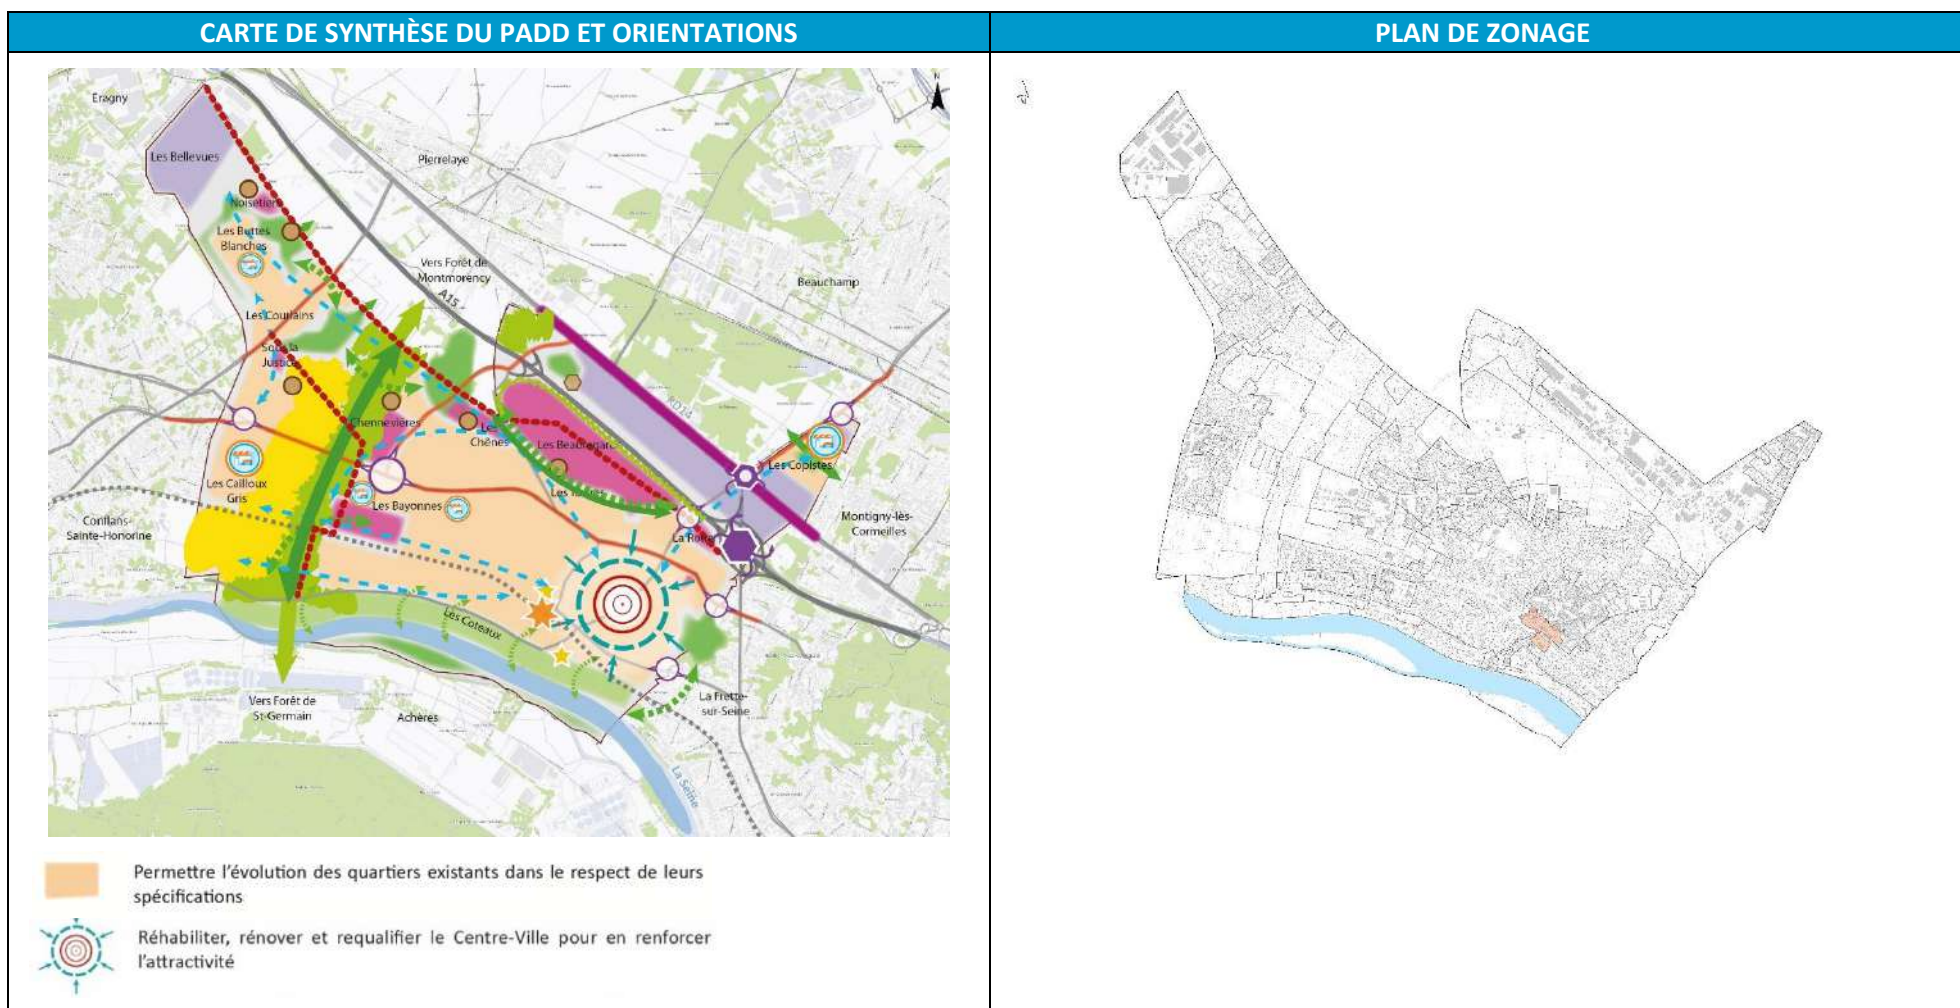 CARTE DE SYNTHÈSE DU PADD ET ORIENTATIONS
PLAN DE ZONAGE
N
Eragny
Les Bellevues
Pierrelaye
Noisetiers
Les Buttes
Blanches
Vers Forêt de
Montmorency
A15
Beauchamp
Les Courlains
Sous la
Justice
RD14
Chennevières
Les
Chênes
Les Beauregards
Les Copistes
Les Cailloux
Gris
Les Bayonnes
Conflans-
Sainte-Honorine
Montigny-lès-
Cormeilles
Les Coteaux
La Frette-
sur-Seine
Vers Forêt de
St-Germain
Achères
La Seine
Permettre l'évolution des quartiers existants dans le respect de leurs
spécifications
Réhabiliter, rénover et requalifier le Centre-Ville pour en renforcer
l'attractivité